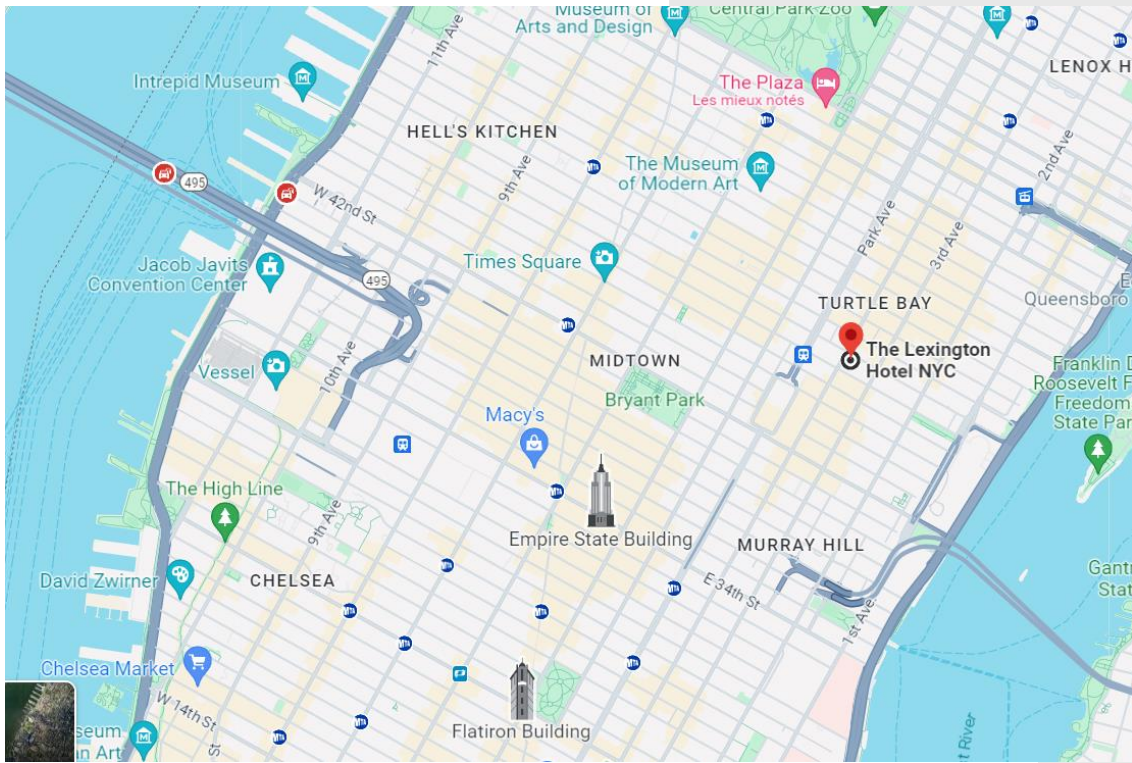 Museum of
Arts and Design
Central Park Zoo
11th Ave
Intrepid Museum
LENOX H
The Plaza
Les mieux notés
HELL'S KITCHEN
9th Ave
The Museum
of Modern Art
2nd Ave
495
W 42nd St
Park Ave
3rd Ave
Times Square
Jacob Javits
Convention Center
495
TURTLE BAY
Queensboro
The Lexington
Hotel NYC
MIDTOWN
Vessel
10th Ave
Bryant Park
Franklin D
Roosevelt F
Freedom
State Par
Macy's
The High Line
9th Ave
Empire State Building
MURRAY HILL
CHELSEA
David Zwirner
E 34th St
1st Ave
Gantr
Stat
Chelsea Market
W 14th St
Flatiron Building
seum
an Art
St
t River